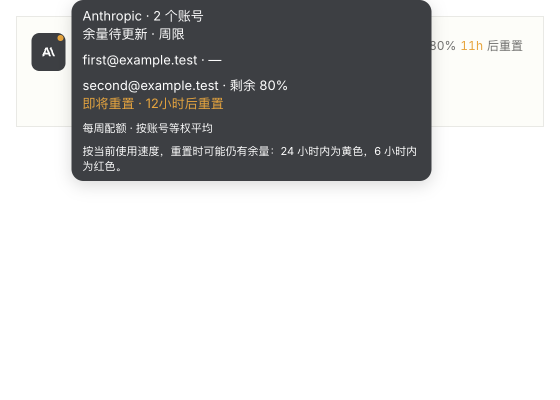 Anthropic · 2 个账号
余量待更新 · 周限
first@example.test · —
second@example.test · 剩余 80%
即将重置 · 12小时后重置
每周配额 · 按账号等权平均
按当前使用速度，重置时可能仍有余量：24 小时内为黄色，6 小时内
为红色。
A\
80% 11h 后重置